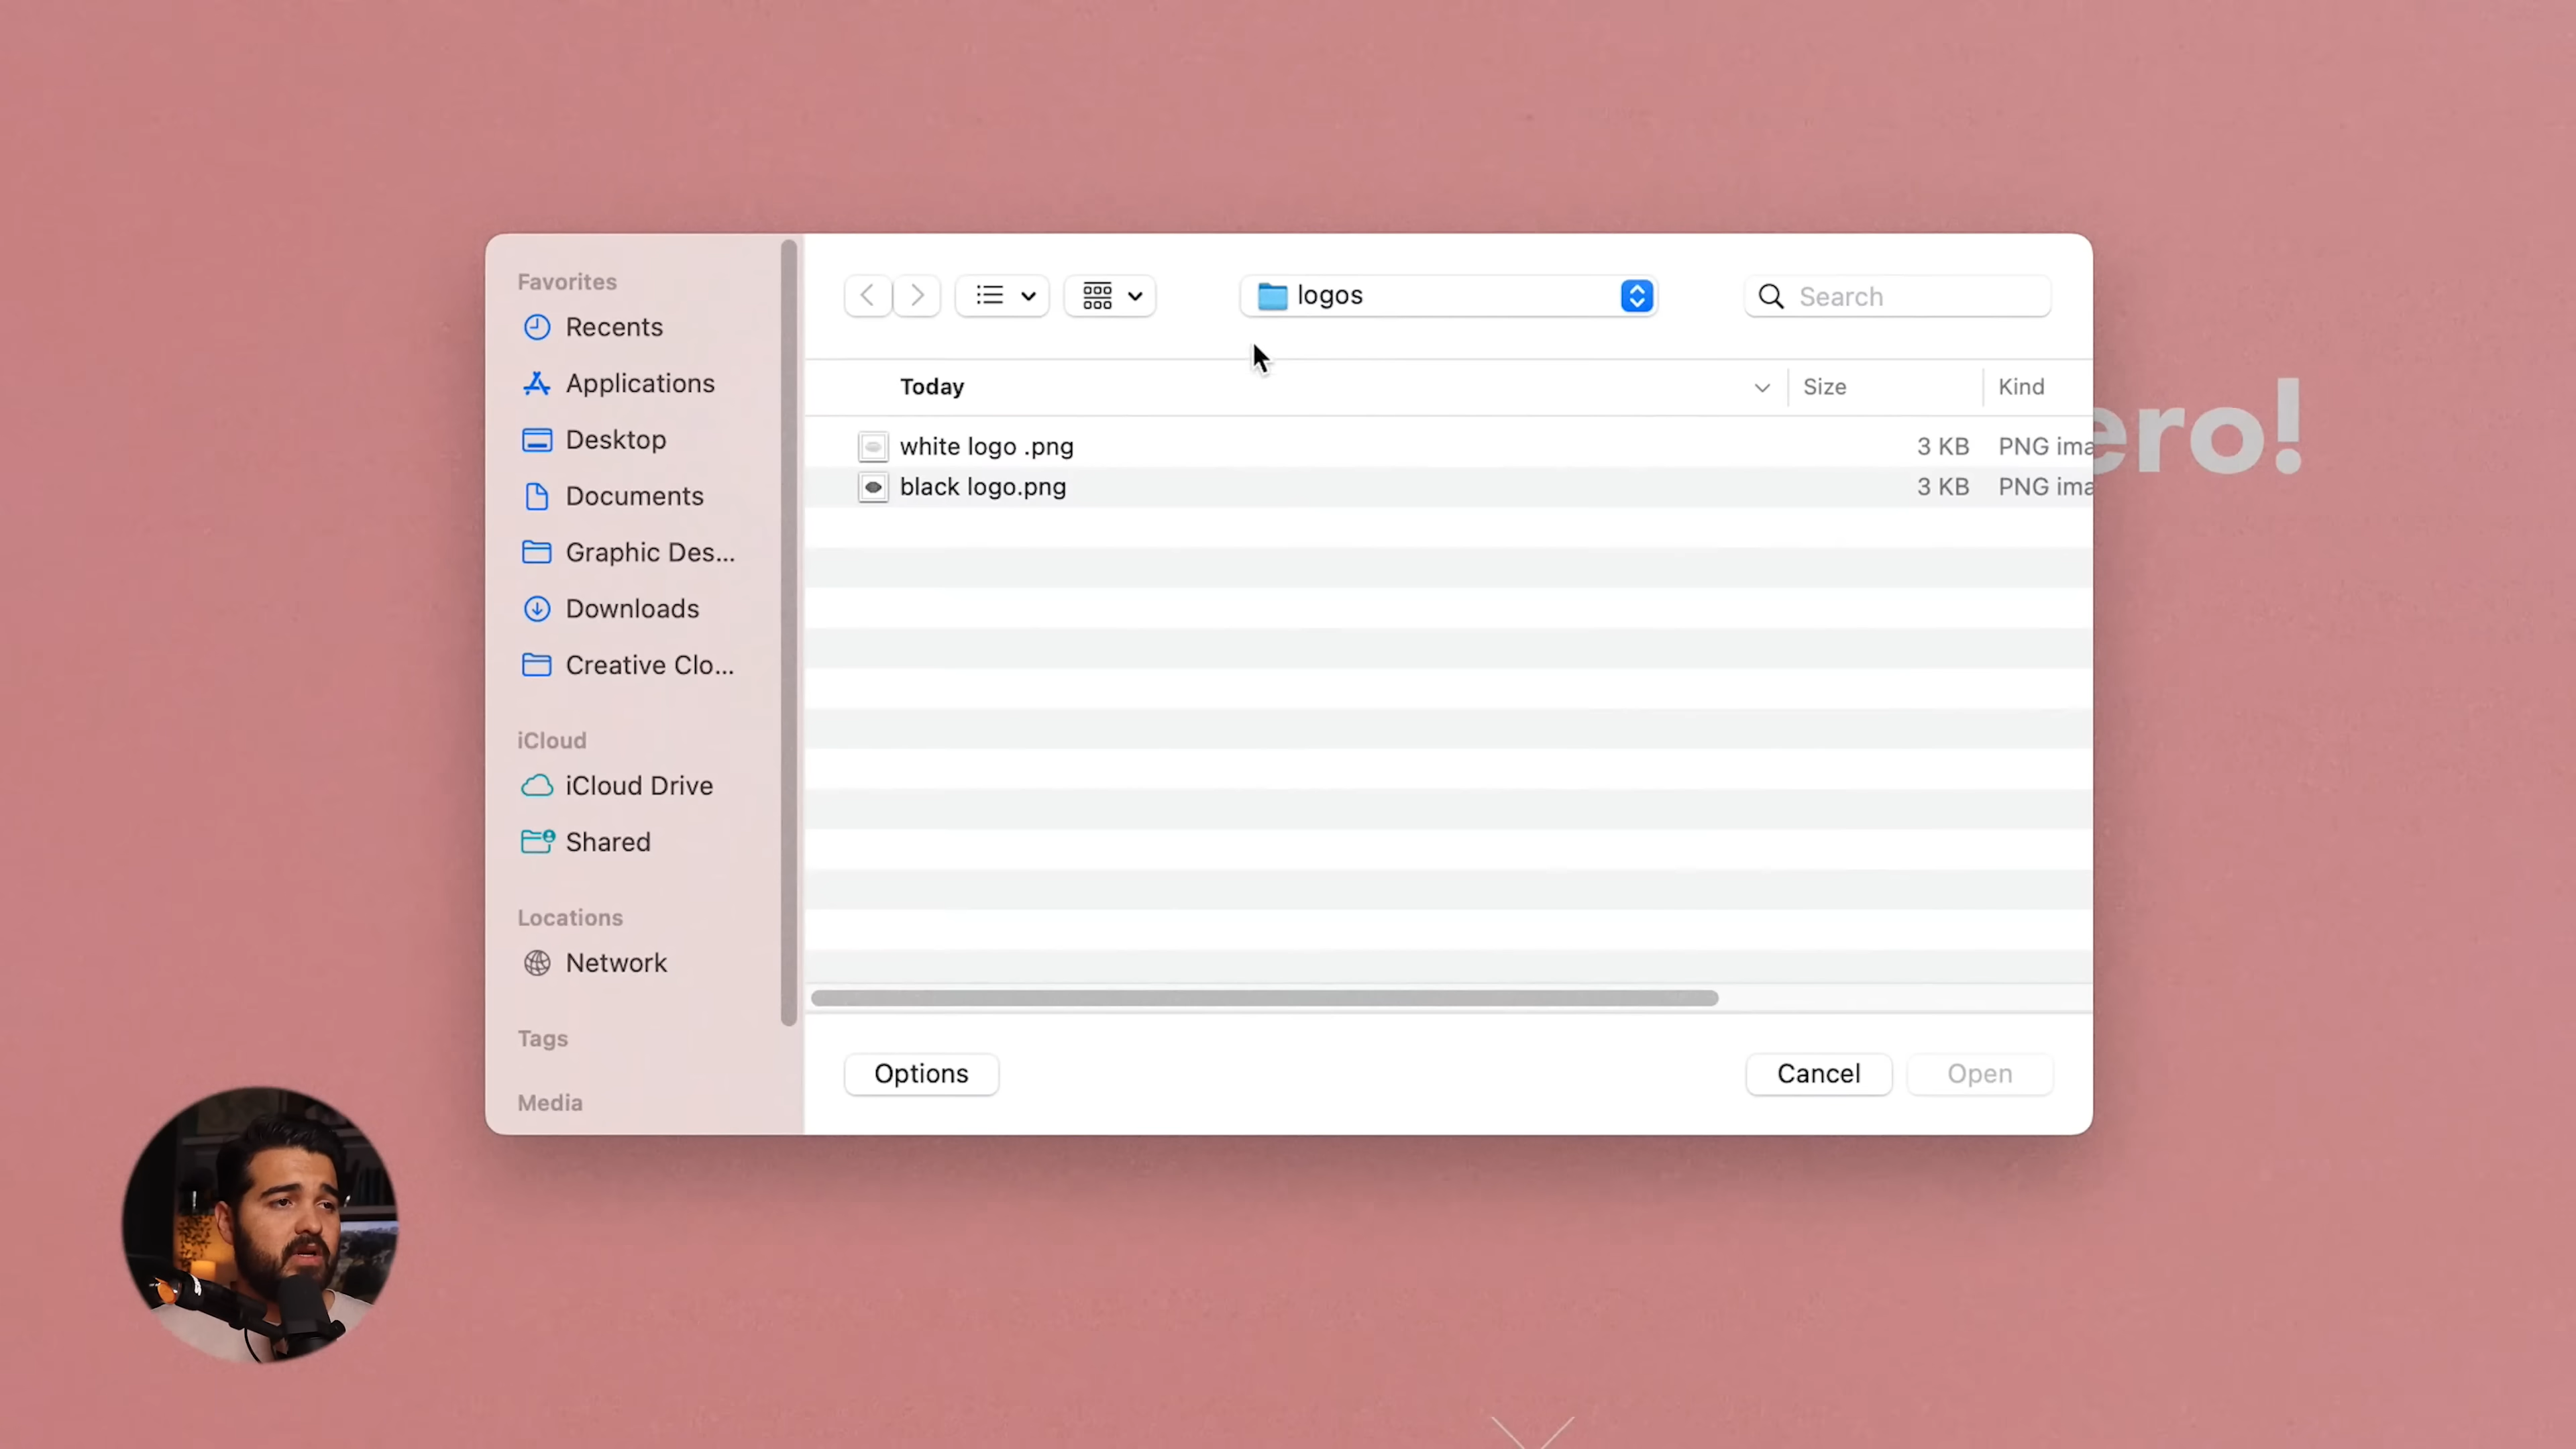 Favorites
Recents
Applications
Desktop
Documents
Graphic Des...
Downloads
Creative Clo...
iCloud
iCloud Drive
Shared
Locations
Network
Tags
Media
logos
Search
Today Size Kind
white logo .png 3 KB PNG ima
black logo.png 3 KB PNG ima
Options
Cancel
Open
ero!